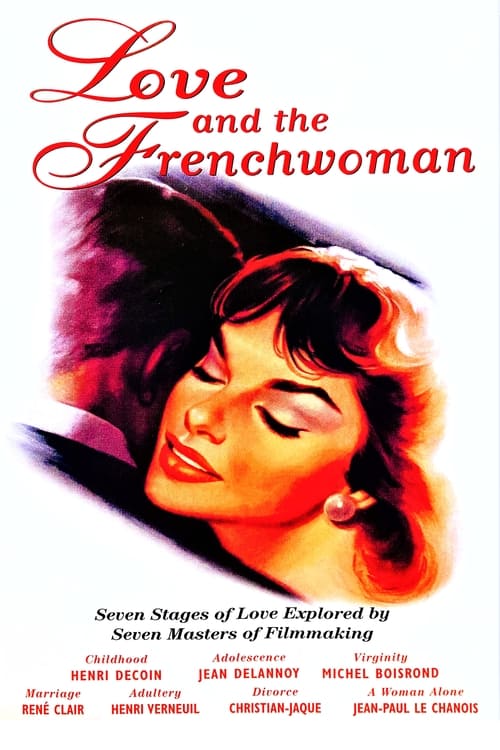 Love
and the
Frenchwoman
Seven Stages of Love Explored by
Seven Masters of Filmmaking
Childhood Adolescence Virginity
HENRI DECOIN JEAN DELANNOY MICHEL BOISROND
Marriage Adultery Divorce A Woman Alone
RENÉ CLAIR HENRI VERNEUIL CHRISTIAN-JAQUE JEAN-PAUL LE CHANOIS